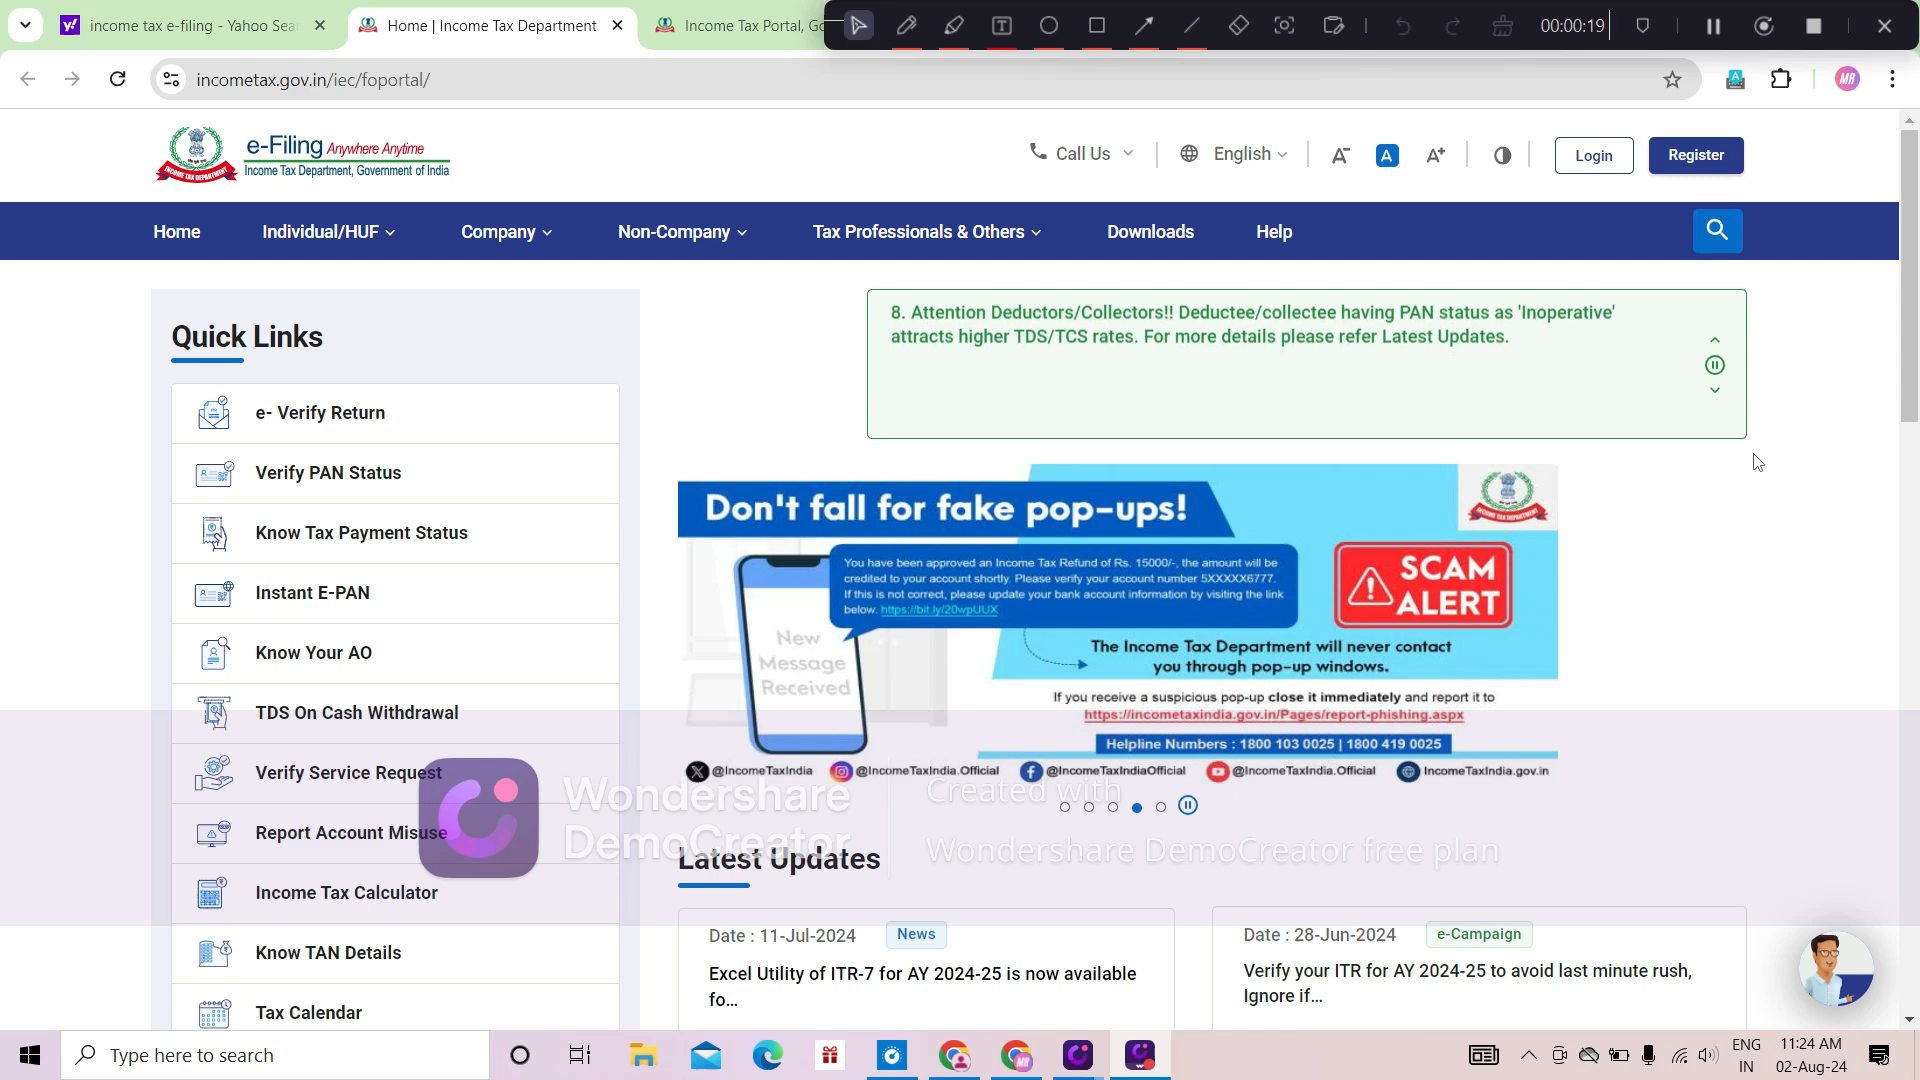 income tax e-filing - Yahoo Sea
Home | Income Tax Department
Income Tax Portal, Go
00:00:19
incometax.gov.in/iec/foportal/
MR
e-Filing Anywhere Anytime
Income Tax Department, Government of India
INCOME TAX DEPARTMENT
Call Us
English
A-
A
A+
Login
Register
Home
Individual/HUF
Company
Non-Company
Tax Professionals & Others
Downloads
Help
Quick Links
e- Verify Return
Verify PAN Status
Know Tax Payment Status
Instant E-PAN
Know Your AO
TDS On Cash Withdrawal
Verify Service Request
Report Account Misuse
Income Tax Calculator
Know TAN Details
Tax Calendar
8. Attention Deductors/Collectors!! Deductee/collectee having PAN status as 'Inoperative'
attracts higher TDS/TCS rates. For more details please refer Latest Updates.
Don't fall for fake pop-ups!
INCOME TAX DEPARTMENT
You have been approved an Income Tax Refund of Rs. 15000/-, the amount will be
credited to your account shortly. Please verify your account number 5XXXXX6777.
If this is not correct, please update your bank account information by visiting the link
below. https://bit.ly/20wpUUX
New
Message
Received
SCAM
ALERT
The Income Tax Department will never contact
you through pop-up windows.
If you receive a suspicious pop-up close it immediately and report it to
https://incometaxindia.gov.in/Pages/report-phishing.aspx
Helpline Numbers : 1800 103 0025 | 1800 419 0025
@IncomeTaxIndia
@IncomeTaxIndia.Official
@IncomeTaxIndiaOfficial
@IncomeTaxIndia.Official
IncomeTaxIndia.gov.in
Wondershare
DemoCreator
Created with
Wondershare DemoCreator free plan
Latest Updates
Date : 11-Jul-2024
News
Excel Utility of ITR-7 for AY 2024-25 is now available
fo...
Date : 28-Jun-2024
e-Campaign
Verify your ITR for AY 2024-25 to avoid last minute rush,
Ignore if...
Type here to search
ENG
IN
11:24 AM
02-Aug-24